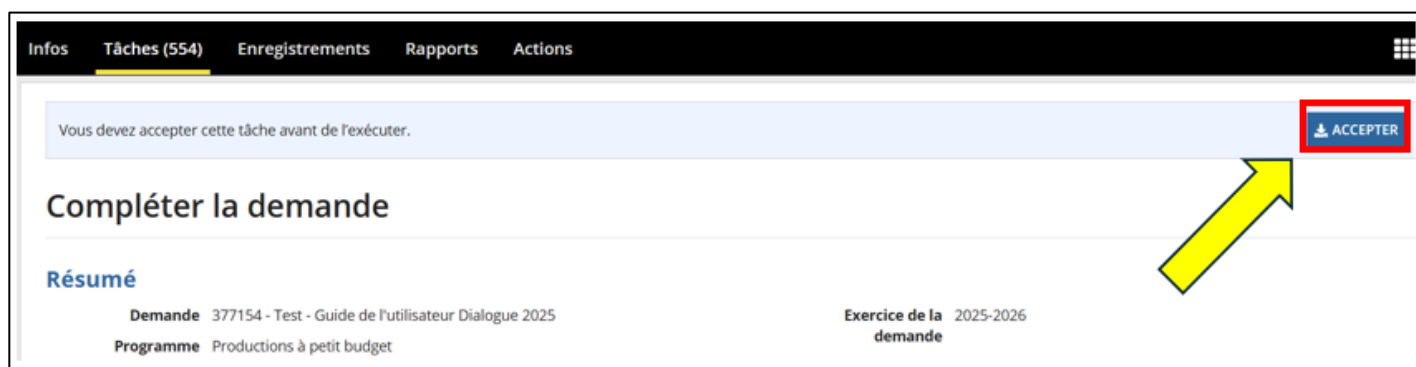 Infos Tâches (554) Enregistrements Rapports Actions
Vous devez accepter cette tâche avant de l'exécuter. ACCEPTER
Compléter la demande
Résumé
Demande 377154 - Test - Guide de l'utilisateur Dialogue 2025
Programme Productions à petit budget
Exercice de la 2025-2026
demande